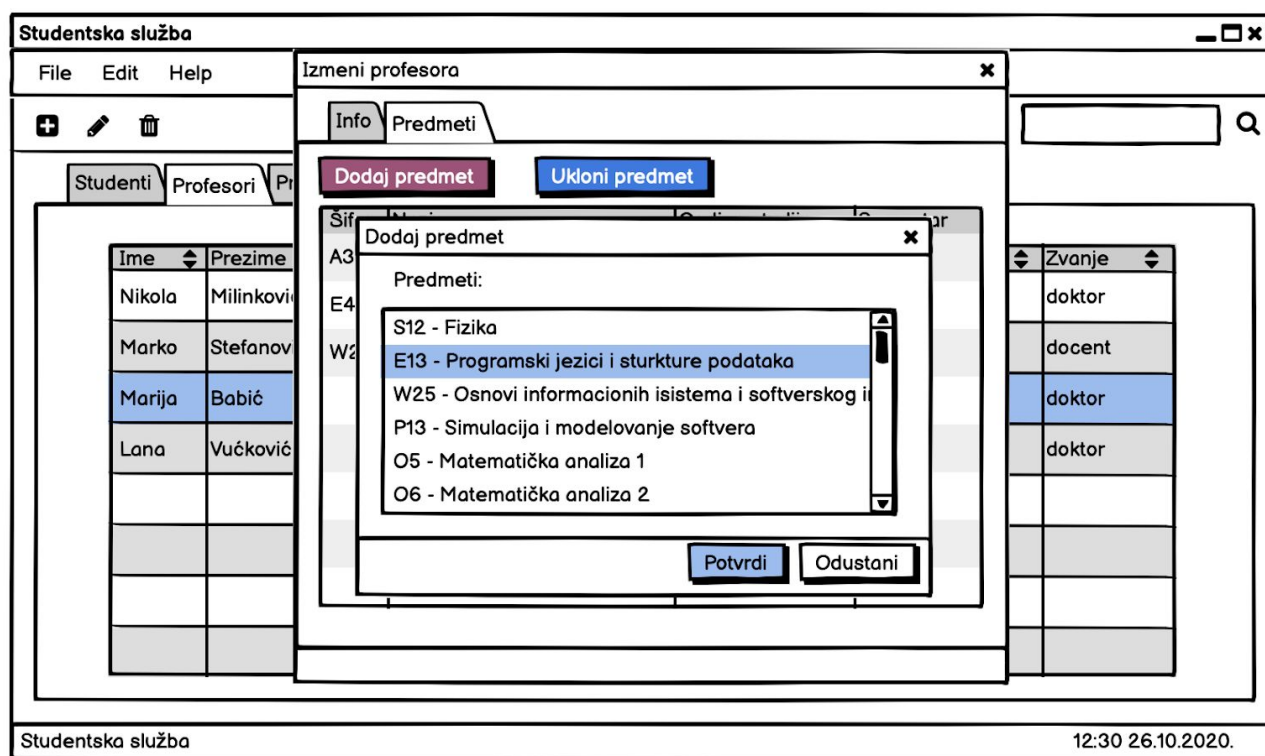 Studentska služba
File Edit Help
Izmeni profesora
Info Predmeti
Dodaj predmet Ukloni predmet
Studenti Profesori
Dodaj predmet
Predmeti:
S12 - Fizika
E13 - Programski jezici i sturkture podataka
W25 - Osnovi informacionih isistema i softverskog
P13 - Simulacija i modelovanje softvera
O5 - Matematička analiza 1
O6 - Matematička analiza 2
Potvrdi Odustani
Ime Prezime Zvanje
Nikola doktor
Marko docent
Marija Babić doktor
Lana Vućković doktor
Studentska služba 12:30 26.10.2020.